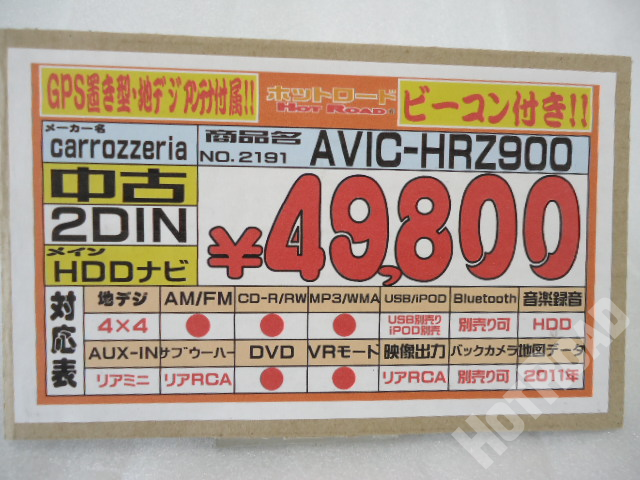 GPS置き型・地デジアンテナ付属!!
ホットロード
HOT ROAD
ビーコン付き!!
メーカー名
carrozzeria
商品名
NO.2191
AVIC-HRZ900
中古
2DIN
メイン
HDDナビ
¥49,800
対応表
地デジ AM/FM CD-R/RW MP3/WMA USB/iPOD Bluetooth 音楽録音
4×4 ● ● ● USB別売り iPOD別売 別売り可 HDD
AUX-IN サブウーハー DVD VRモード 映像出力 バックカメラ 地図データ
リアミニ リアRCA ● ● リアRCA 別売り可 2011年
HOTROAD